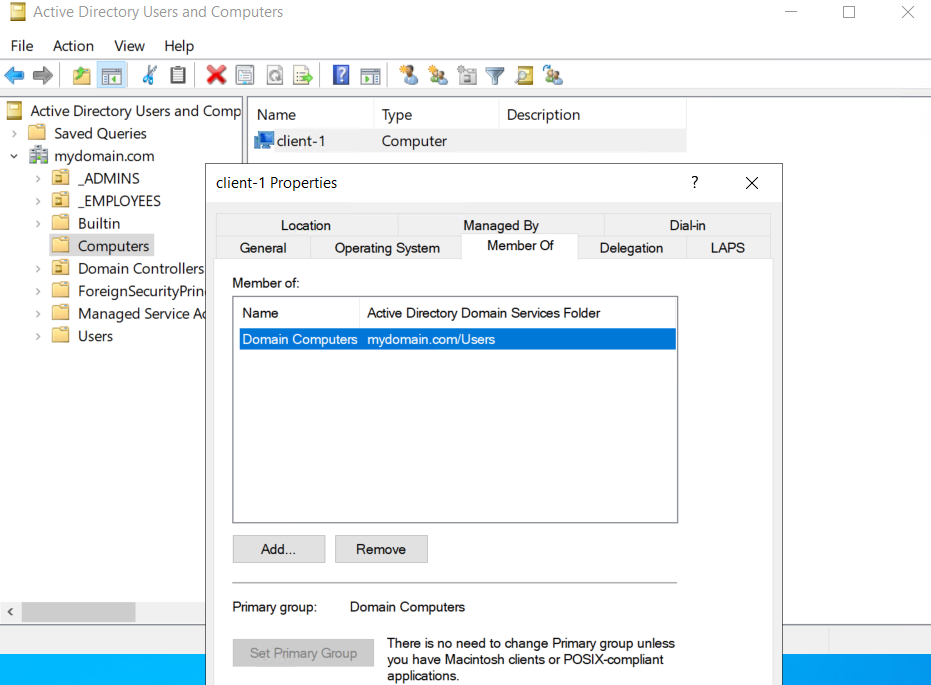 Active Directory Users and Computers
File Action View Help
Active Directory Users and Comp
Saved Queries
mydomain.com
_ADMINS
_EMPLOYEES
Builtin
Computers
Domain Controllers
ForeignSecurityPrin
Managed Service Ac
Users
Name Type Description
client-1 Computer
client-1 Properties
?
Location Managed By Dial-in
General Operating System Member Of Delegation LAPS
Member of:
Name Active Directory Domain Services Folder
Domain Computers mydomain.com/Users
Add... Remove
Primary group: Domain Computers
Set Primary Group
There is no need to change Primary group unless
you have Macintosh clients or POSIX-compliant
applications.